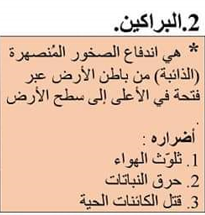 2.البراكين.
* هي اندفاع الصخور المُنصهرة
(الذائبة) من باطن الأرض عبر
فتحة في الأعلى إلى سطح الأرض
أضراره :
1. ثلوّث الهواء
2. حرق النباتات
3. قتل الكائنات الحية